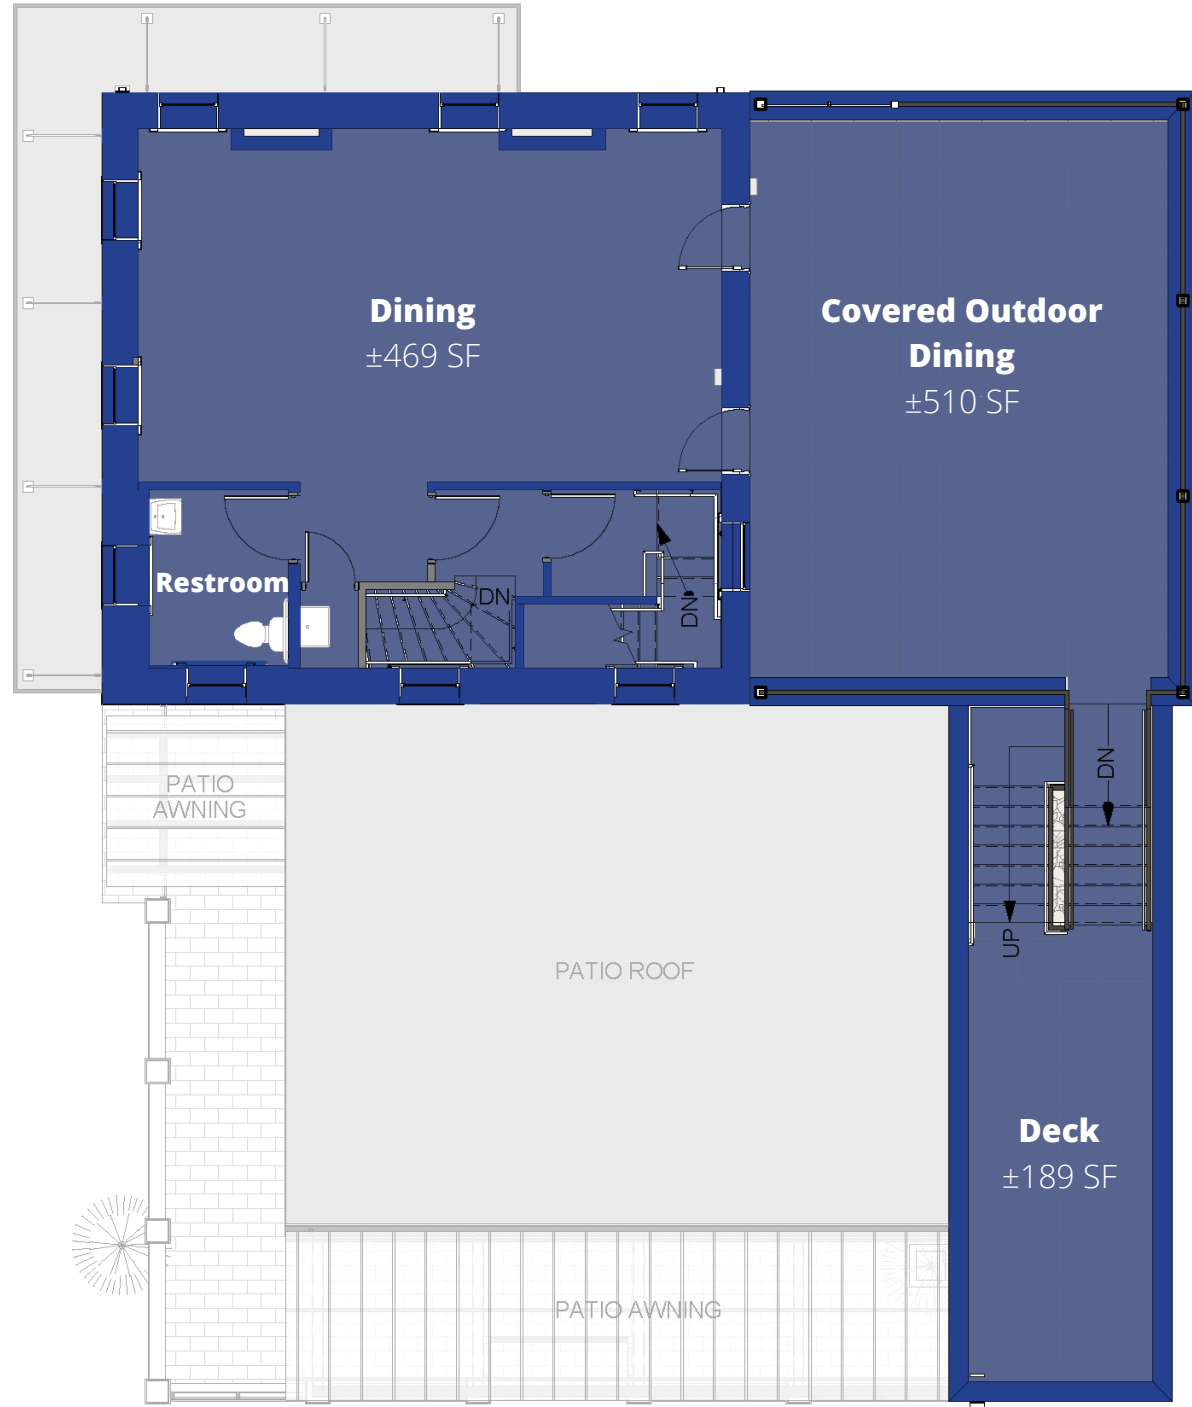 Dining
±469 SF
Covered Outdoor
Dining
±510 SF
Restroom
DN
DN
PATIO
AWNING
DN
UP
PATIO ROOF
Deck
±189 SF
PATIO AWNING